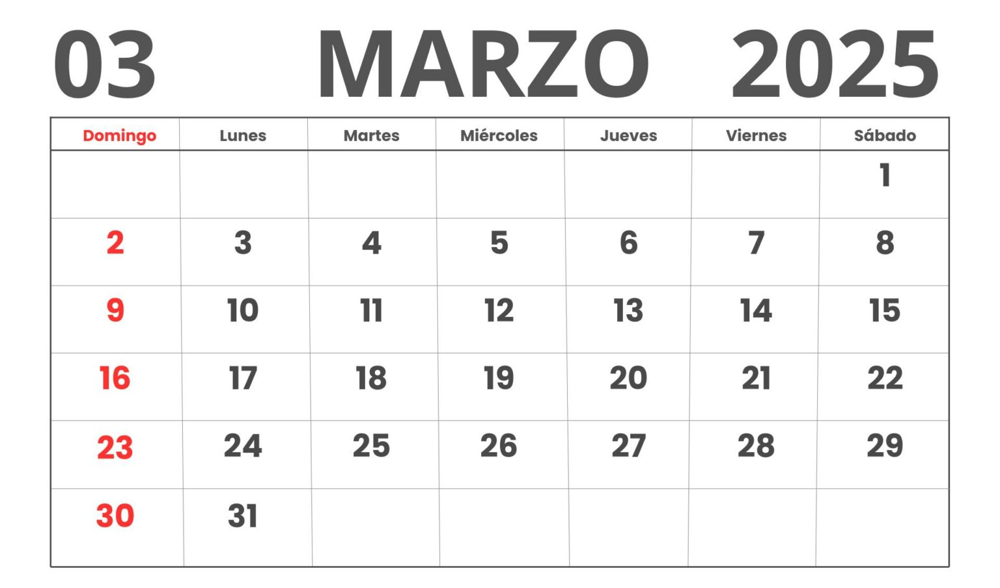 03 MARZO 2025
Domingo Lunes Martes Miércoles Jueves Viernes Sábado
1
2 3 4 5 6 7 8
9 10 11 12 13 14 15
16 17 18 19 20 21 22
23 24 25 26 27 28 29
30 31